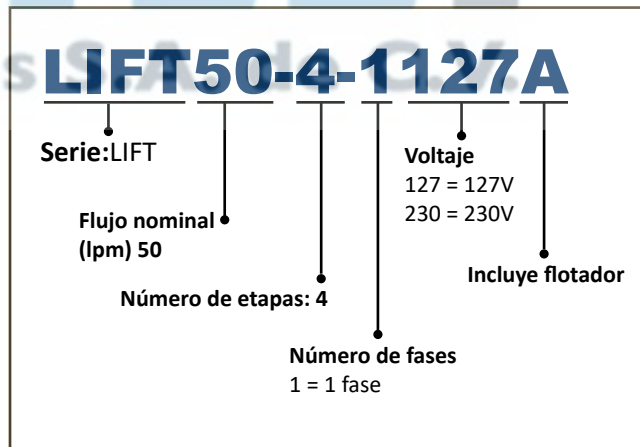 s S.A. de C.V.
LIFT50-4-1127A
Serie:LIFT
Voltaje
127 = 127V
230 = 230V
Flujo nominal
(lpm) 50
Incluye flotador
Número de etapas: 4
Número de fases
1 = 1 fase